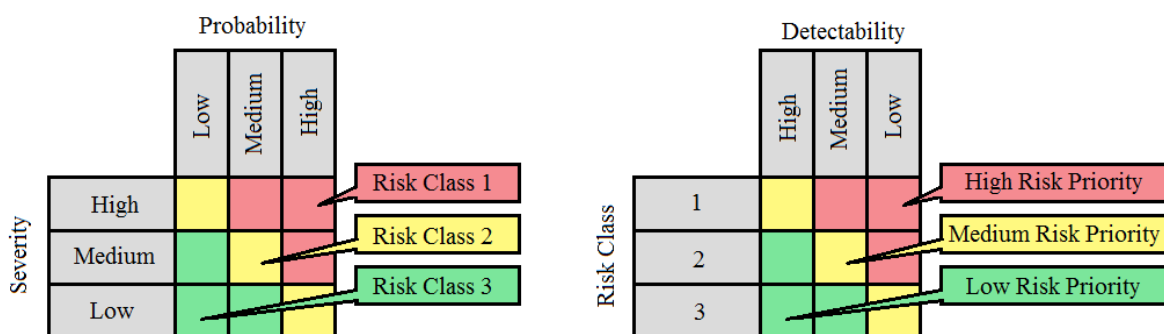 Probability
Low
Medium
High
Severity
High
Medium
Low
Risk Class 1
Risk Class 2
Risk Class 3
Detectability
High
Medium
Low
Risk Class
1
2
3
High Risk Priority
Medium Risk Priority
Low Risk Priority